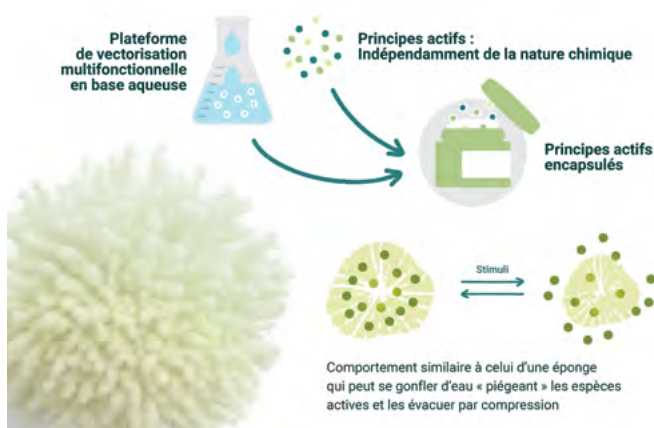 Plateforme
de vectorisation
multifonctionnelle
en base aqueuse
Principes actifs :
Indépendamment de la nature chimique
Principes actifs
encapsulés
Stimuli
Comportement similaire à celui d'une éponge
qui peut se gonfler d'eau « piégeant » les espèces
actives et les évacuer par compression